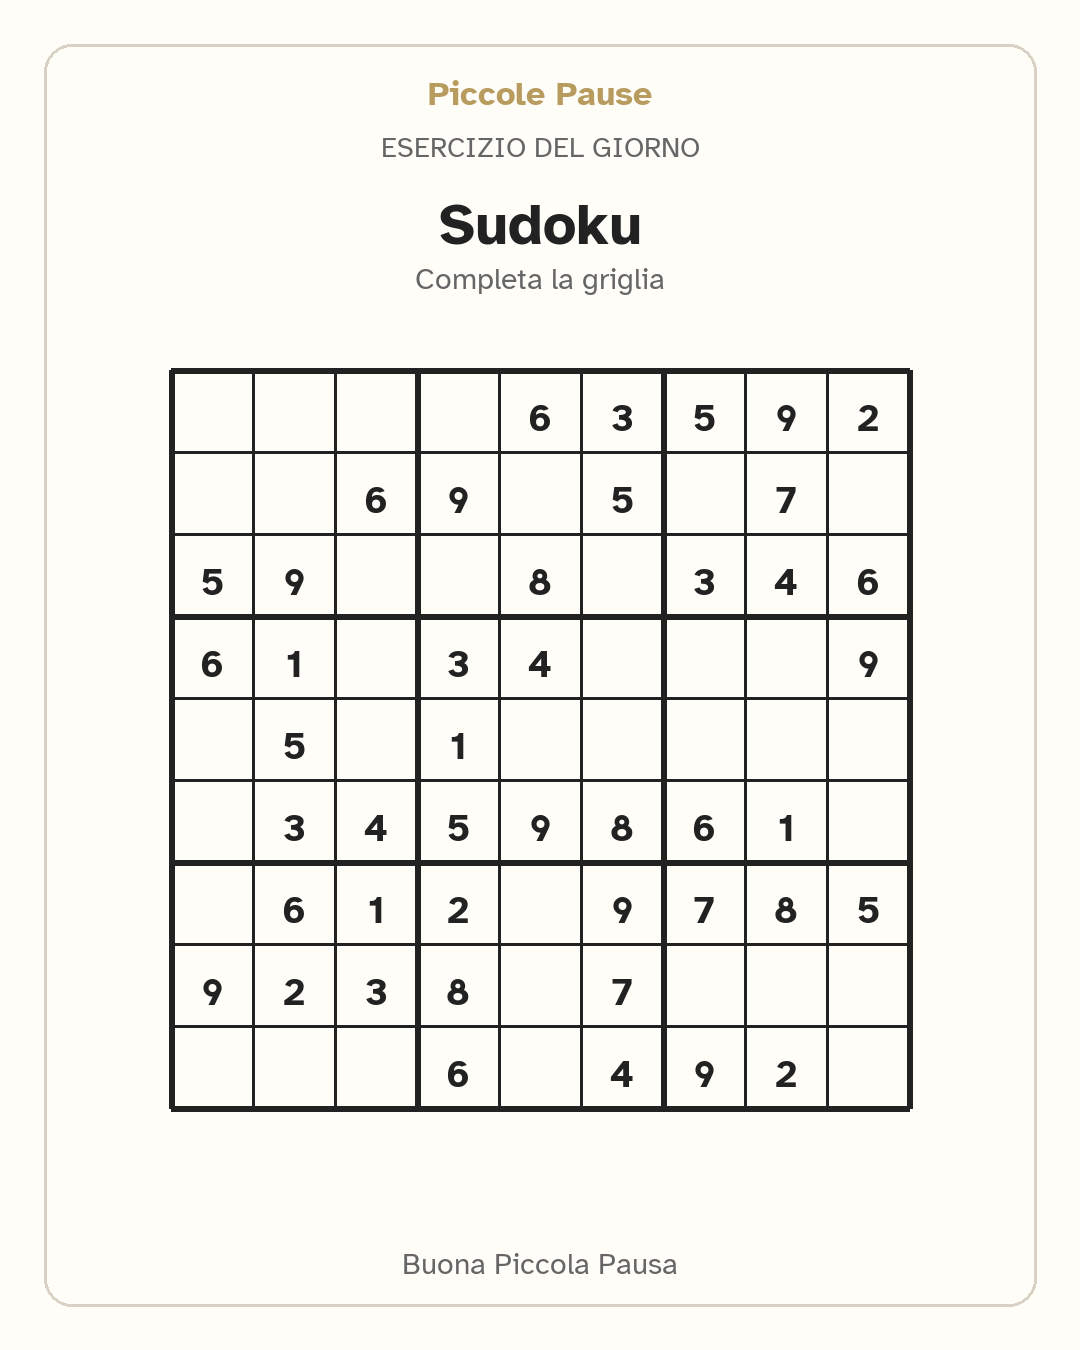 Piccole Pause
ESERCIZIO DEL GIORNO
Sudoku
Completa la griglia
6 3 5 9 2
6 9 5 7
5 9 8 3 4 6
6 1 3 4 9
5 1
3 4 5 9 8 6 1
6 1 2 9 7 8 5
9 2 3 8 7
6 4 9 2
Buona Piccola Pausa